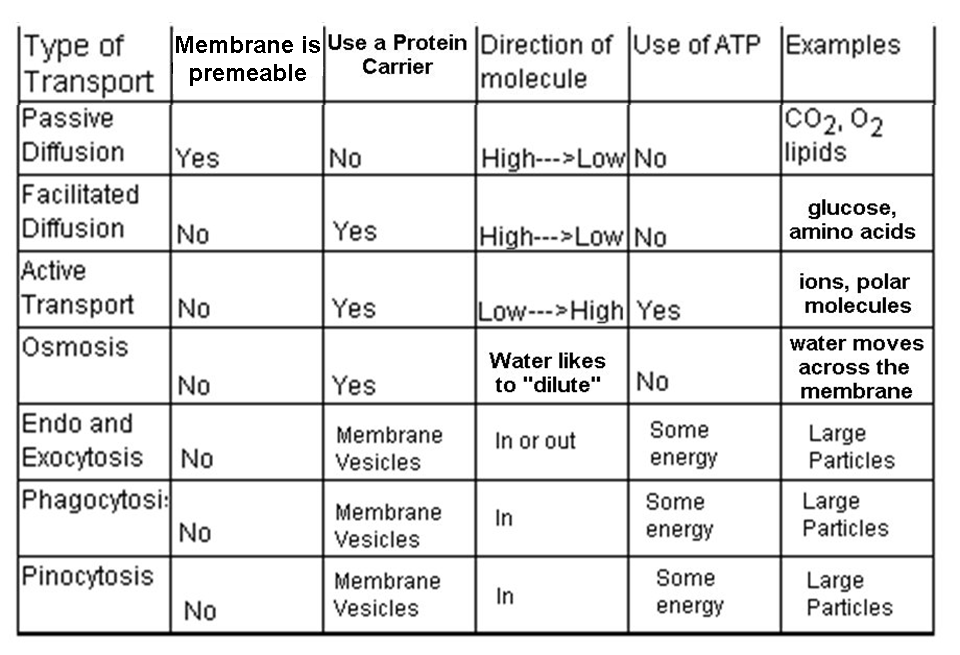 Type of Transport | Membrane is premeable | Use a Protein Carrier | Direction of molecule | Use of ATP | Examples
Passive Diffusion | Yes | No | High--->Low | No | CO2, O2 lipids
Facilitated Diffusion | No | Yes | High--->Low | No | glucose, amino acids
Active Transport | No | Yes | Low--->High | Yes | ions, polar molecules
Osmosis | No | Yes | Water likes to "dilute" | No | water moves across the membrane
Endo and Exocytosis | No | Membrane Vesicles | In or out | Some energy | Large Particles
Phagocytosi: | No | Membrane Vesicles | In | Some energy | Large Particles
Pinocytosis | No | Membrane Vesicles | In | Some energy | Large Particles